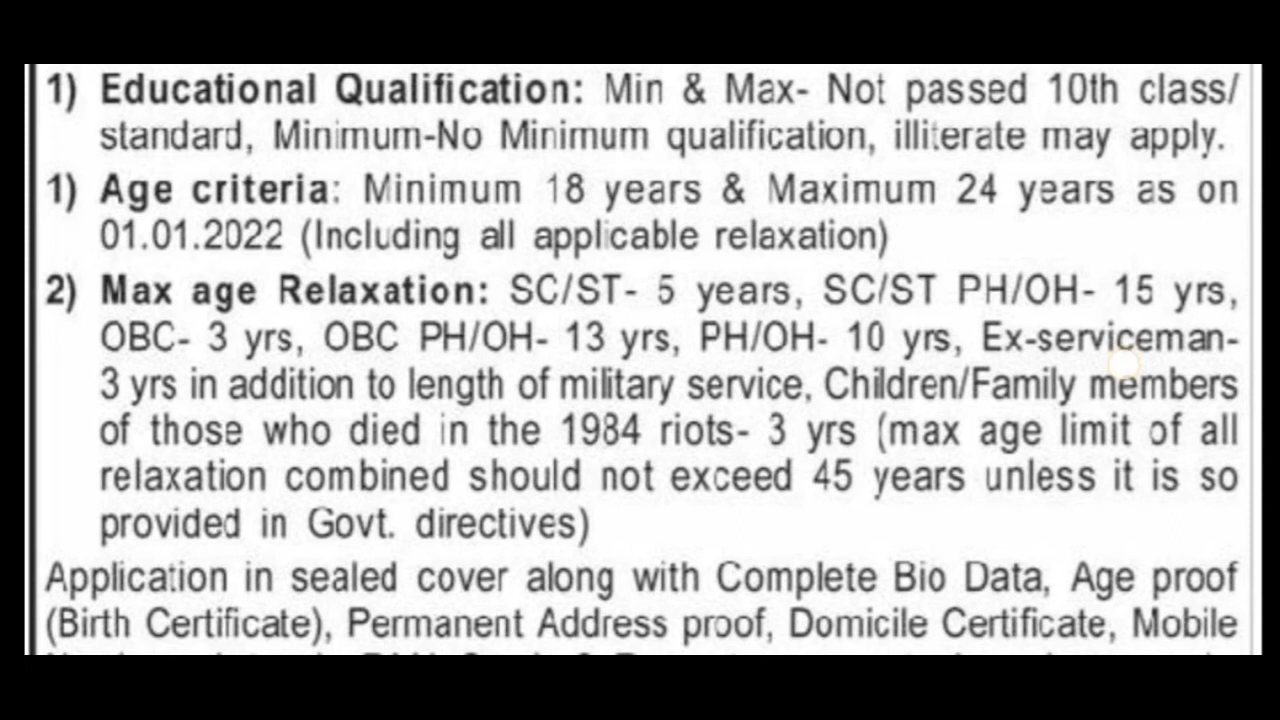 1) Educational Qualification: Min & Max- Not passed 10th class/
standard, Minimum-No Minimum qualification, illiterate may apply.
1) Age criteria: Minimum 18 years & Maximum 24 years as on
01.01.2022 (Including all applicable relaxation)
2) Max age Relaxation: SC/ST- 5 years, SC/ST PH/OH- 15 yrs,
OBC- 3 yrs, OBC PH/OH- 13 yrs, PH/OH- 10 yrs, Ex-serviceman-
3 yrs in addition to length of military service, Children/Family members
of those who died in the 1984 riots- 3 yrs (max age limit of all
relaxation combined should not exceed 45 years unless it is so
provided in Govt. directives)
Application in sealed cover along with Complete Bio Data, Age proof
(Birth Certificate), Permanent Address proof, Domicile Certificate, Mobile